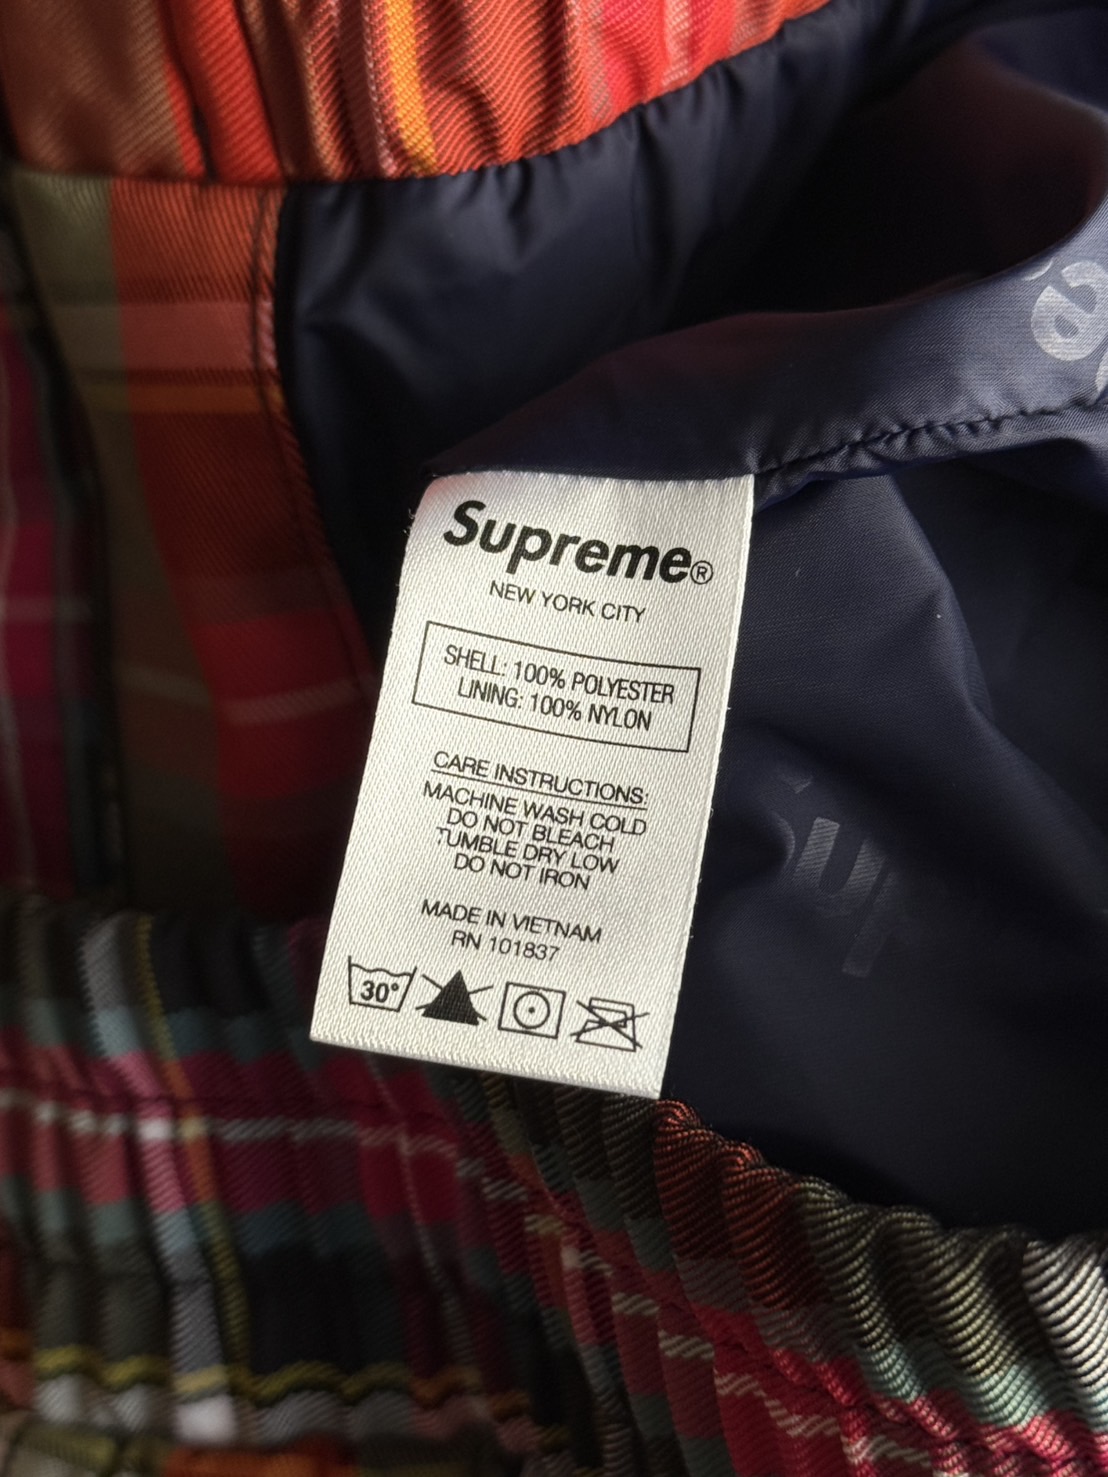 Supreme®
NEW YORK CITY
SHELL: 100% POLYESTER
LINING: 100% NYLON
CARE INSTRUCTIONS:
MACHINE WASH COLD
DO NOT BLEACH
TUMBLE DRY LOW
DO NOT IRON
MADE IN VIETNAM
RN 101837
30°
Sup